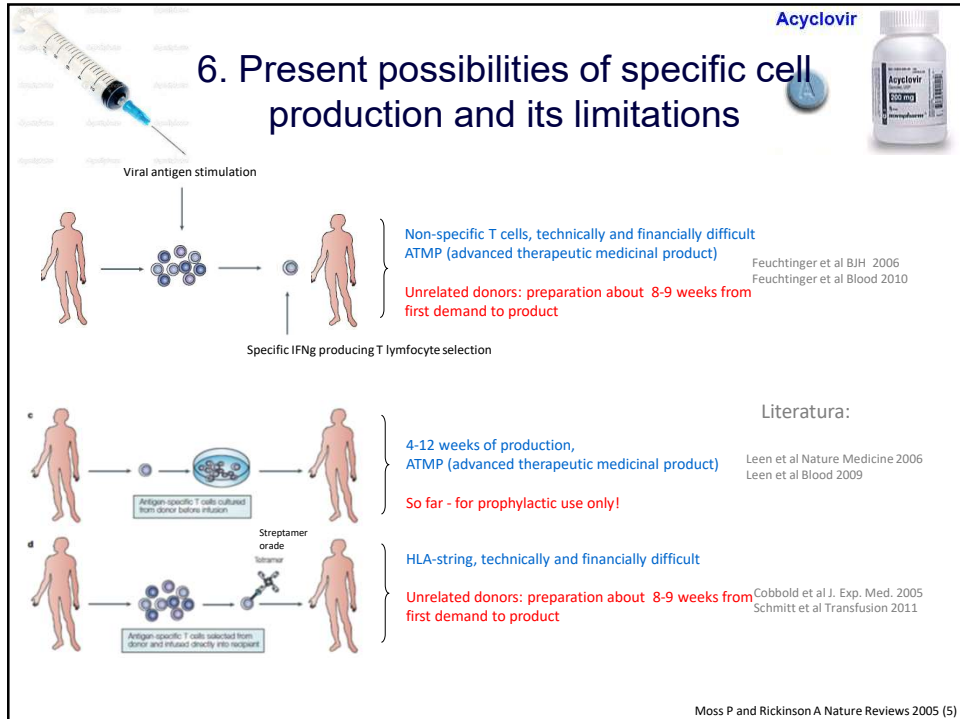 Acyclovir
6. Present possibilities of specific cell
production and its limitations
Acyclovir
200 mg
A
Viral antigen stimulation
Non-specific T cells, technically and financially difficult
ATMP (advanced therapeutic medicinal product)
Unrelated donors: preparation about 8-9 weeks from
first demand to product
Feuchtinger et al BJH 2006
Feuchtinger et al Blood 2010
Specific IFNg producing T lymfocyte selection
Literatura:
c
Antigen-specific T cells cultured
from donor before infusion
4-12 weeks of production,
ATMP (advanced therapeutic medicinal product)
So far - for prophylactic use only!
Leen et al Nature Medicine 2006
Leen et al Blood 2009
d
Streptamer
orade
Tetramer
Antigen-specific T cells selected from
donor and infused directly into recipient
HLA-string, technically and financially difficult
Unrelated donors: preparation about 8-9 weeks from
first demand to product
Cobbold et al J. Exp. Med. 2005
Schmitt et al Transfusion 2011
Moss P and Rickinson A Nature Reviews 2005 (5)